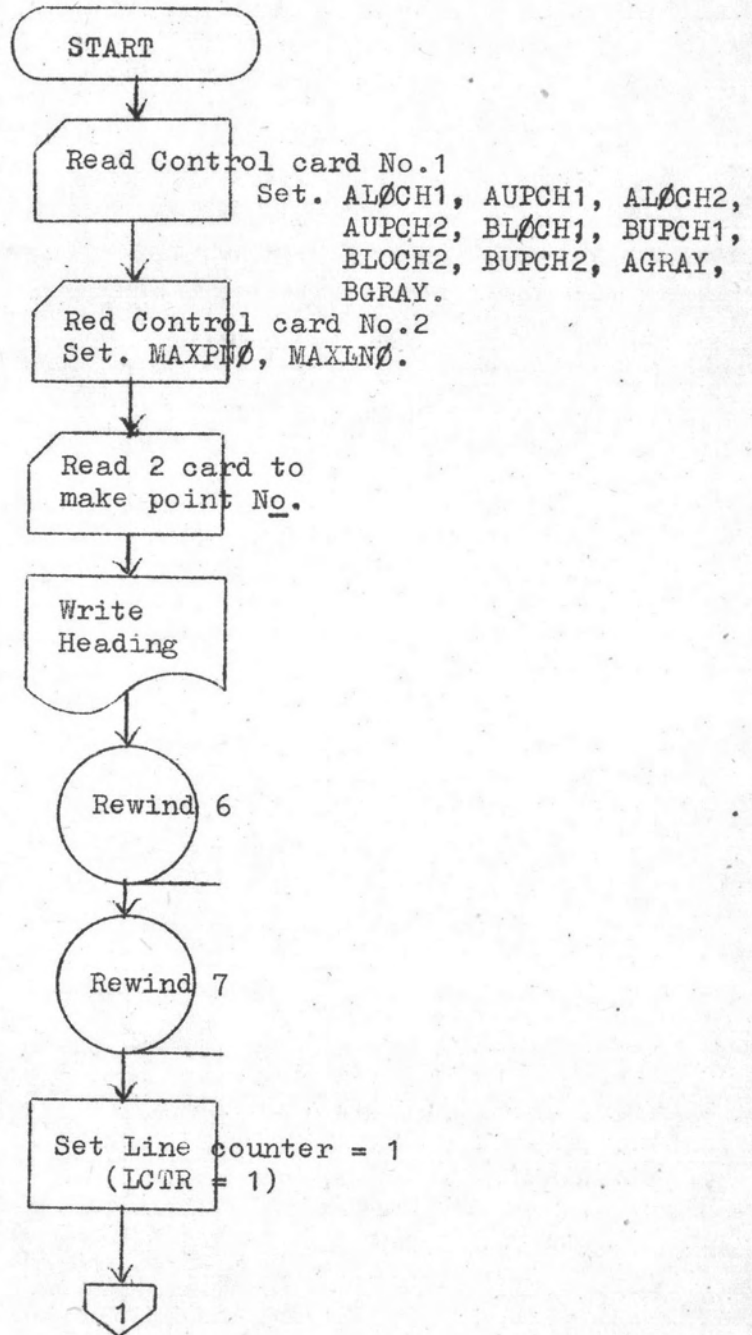 START
Read Control card No.1
Set. ALØCH1, AUPCH1, ALØCH2,
AUPCH2, BLØCH1, BUPCH1,
BLOCH2, BUPCH2, AGRAY,
BGRAY.
Red Control card No.2
Set. MAXPNØ, MAXLNØ.
Read 2 card to
make point No.
Write
Heading
Rewind 6
Rewind 7
Set Line counter = 1
(LCTR = 1)
1